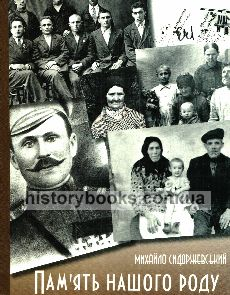 historybooks.com.ua
МИХАЙЛО СИДОРЖЕВСЬКИЙ
ПАМ'ЯТЬ НАШОГО РОДУ